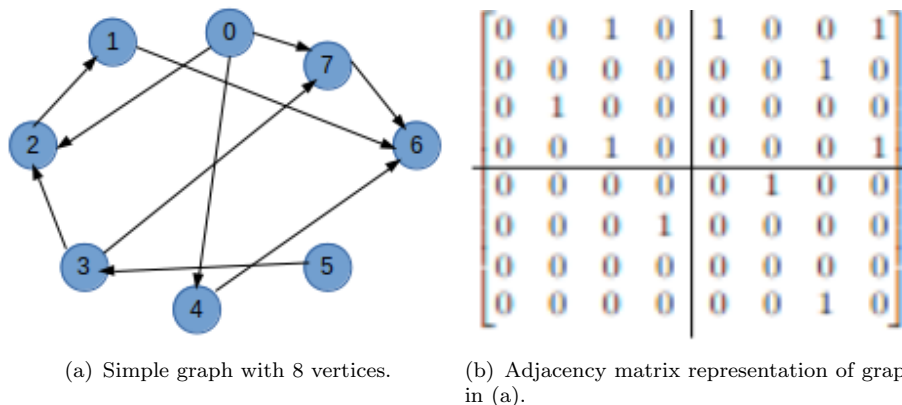 1
0
7
2
6
3
5
4
0 0 1 0 1 0 0 1
0 0 0 0 0 0 1 0
0 1 0 0 0 0 0 0
0 0 1 0 0 0 0 1
0 0 0 0 0 1 0 0
0 0 0 1 0 0 0 0
0 0 0 0 0 0 0 0
0 0 0 0 0 0 1 0
(a) Simple graph with 8 vertices.
(b) Adjacency matrix representation of grap
in (a).